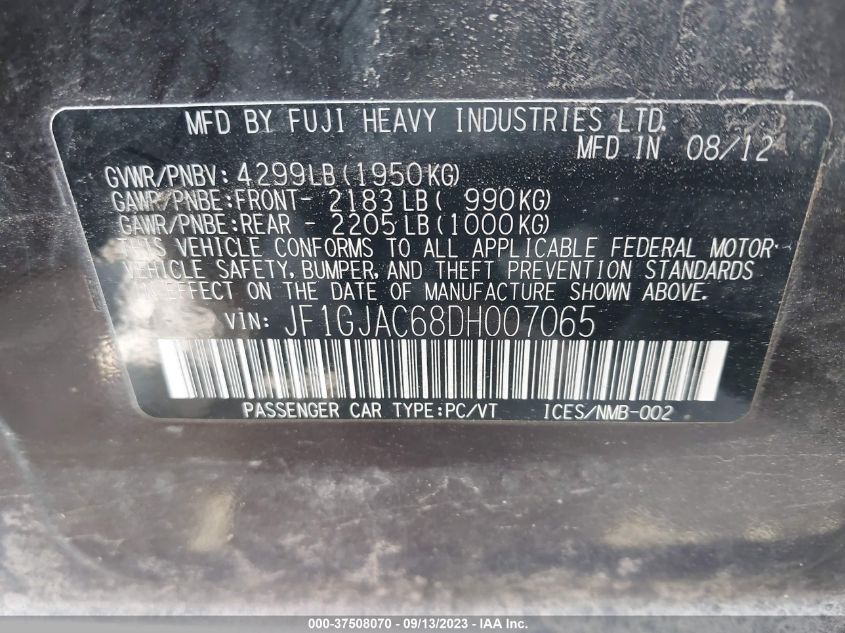 MFD BY FUJI HEAVY INDUSTRIES LTD.
MFD IN 08/12
GVWR/PNBV: 4299LB(1950KG)
GAWR/PNBE:FRONT- 2183LB( 990KG)
GAWR/PNBE:REAR - 2205LB(1000KG)
THIS VEHICLE CONFORMS TO ALL APPLICABLE FEDERAL MOTOR
VEHICLE SAFETY, BUMPER, AND THEFT PREVENTION STANDARDS
IN EFFECT ON THE DATE OF MANUFACTURE SHOWN ABOVE.
VIN: JF1GJAC68DH007065
PASSENGER CAR TYPE:PC/VT ICES/NMB-002
000-37508070 - 09/13/2023 - IAA Inc.